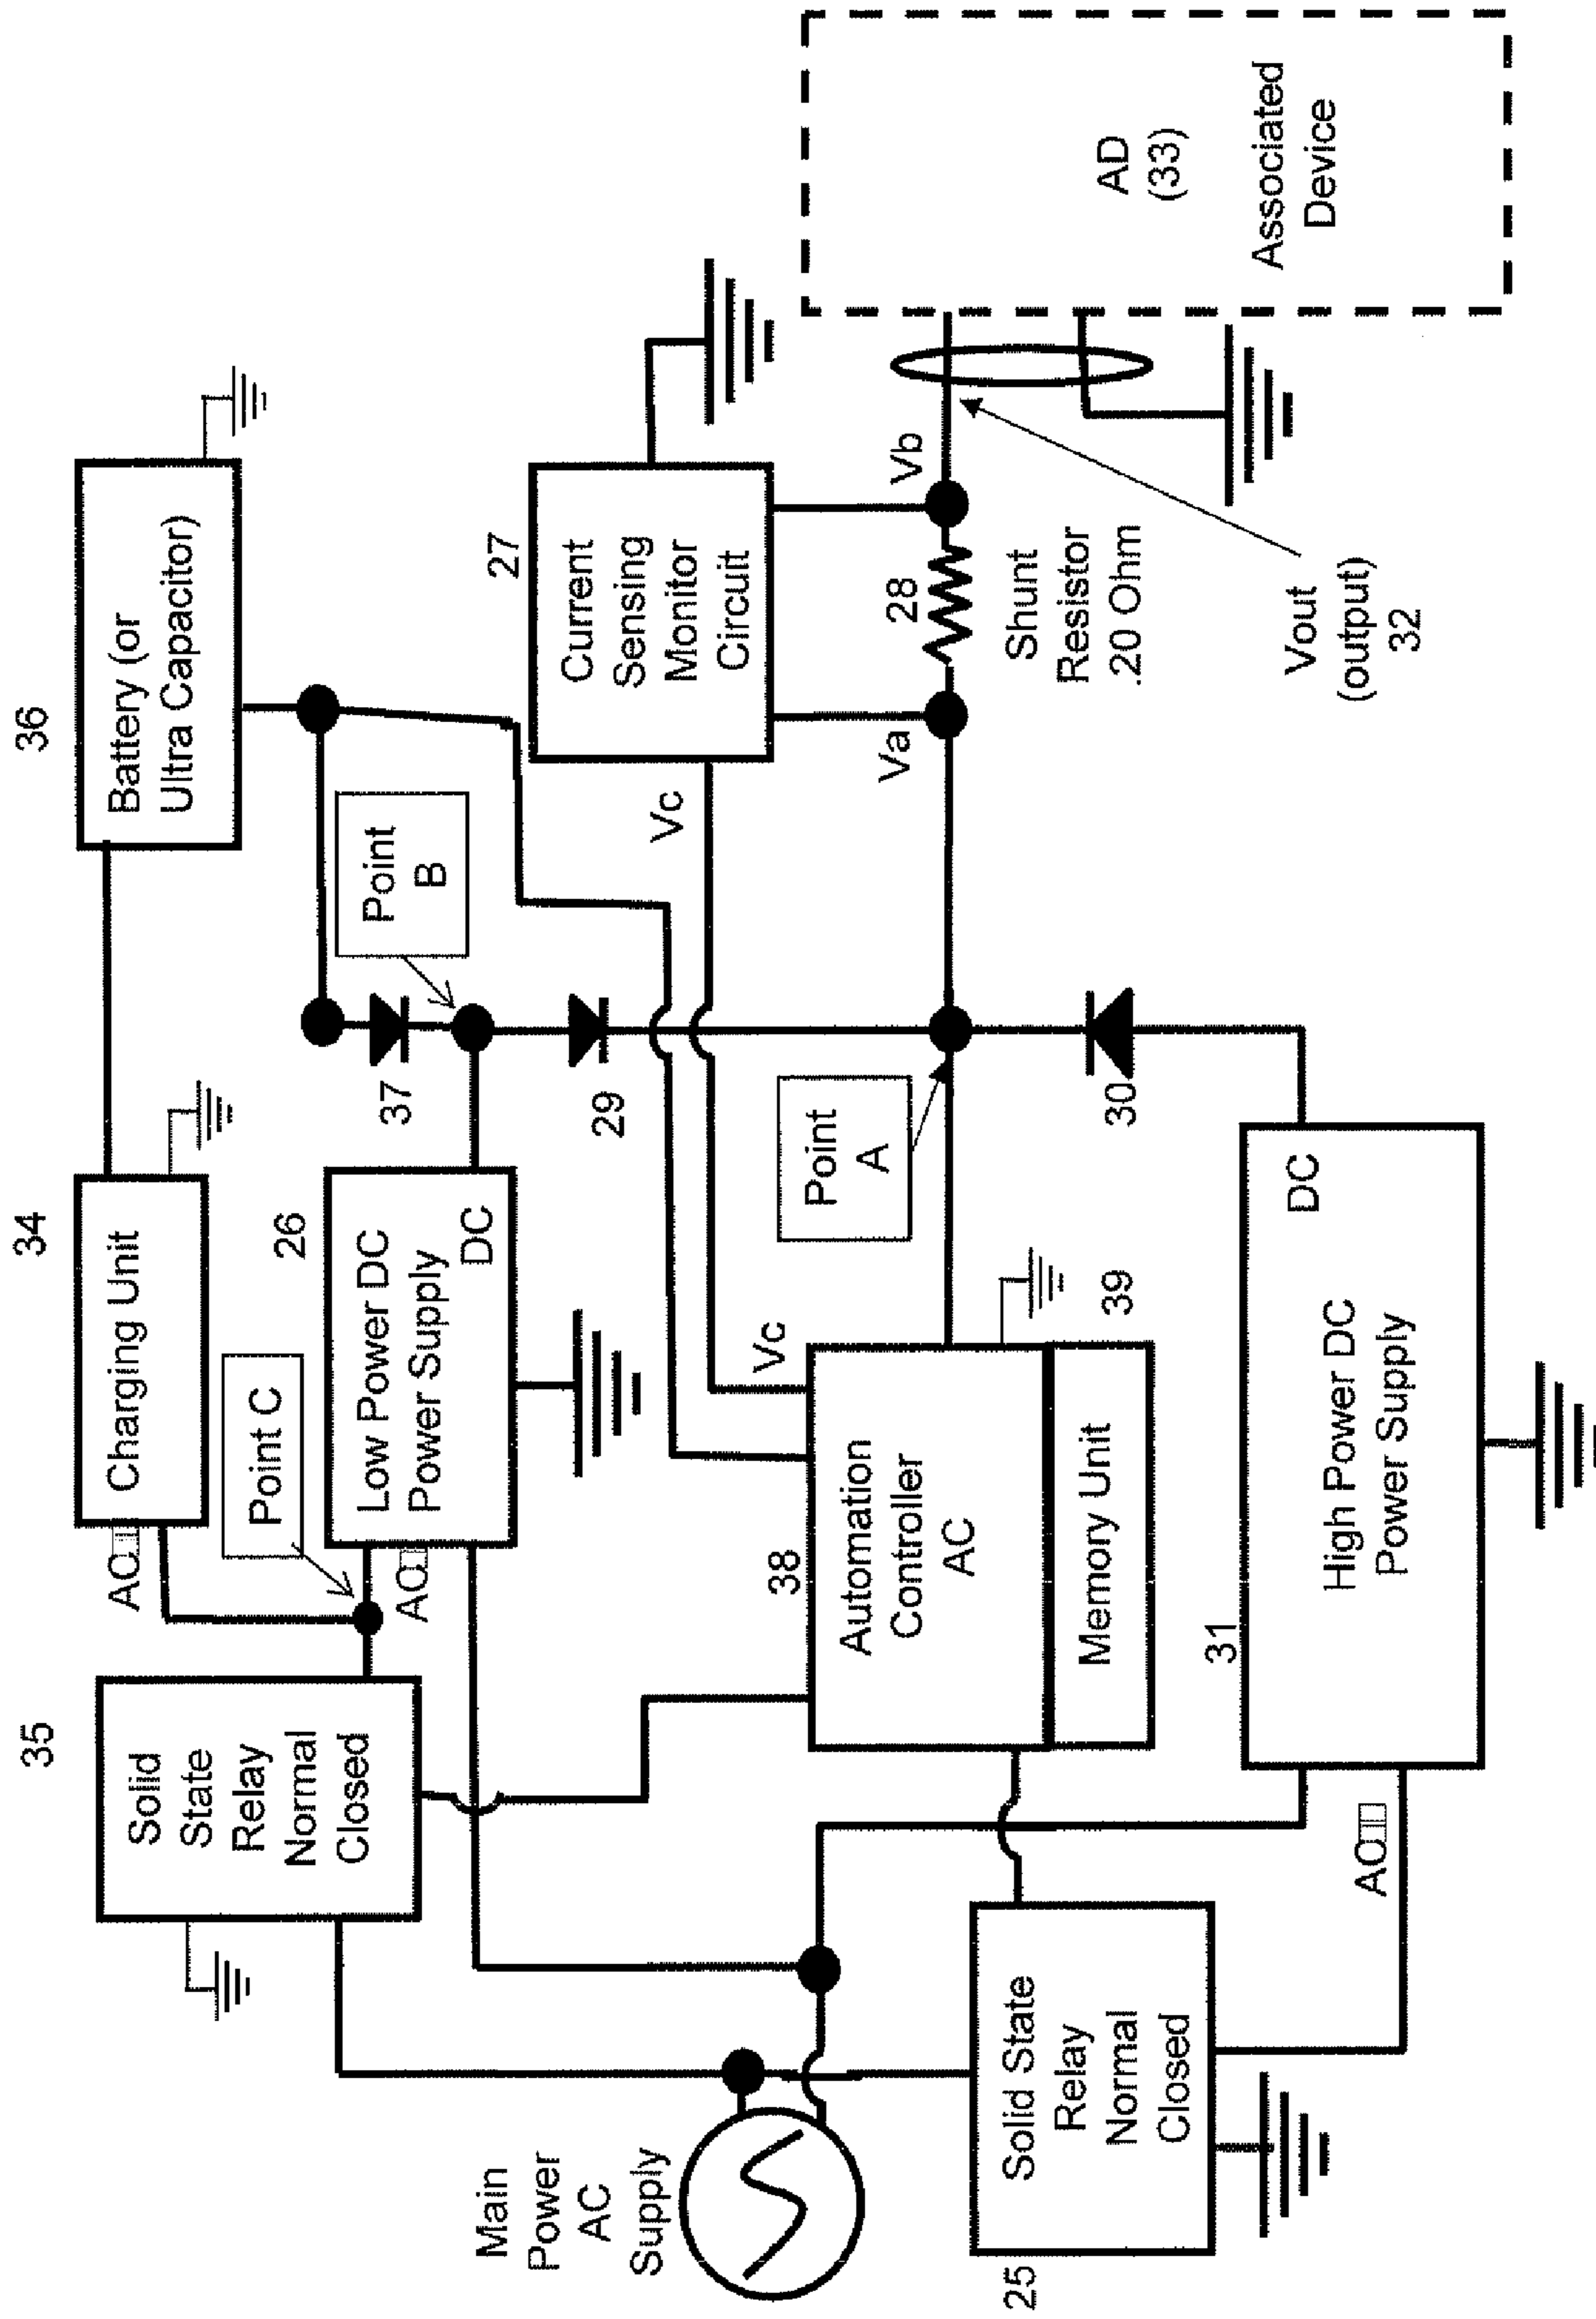 36
Battery (or
Ultra Capacitor)
34
Charging Unit
AC
35
Solid
State
Relay
Normal
Closed
Point C
26
Low Power DC
Power Supply
DC
AC
37
Point
B
29
27
Current
Sensing
Monitor
Circuit
Vc
Vc
Va
Vb
28
Shunt
Resistor
.20 Ohm
Vout
(output)
32
AD
(33)
Associated
Device
Point
A
30
38
Automation
Controller
AC
Memory Unit
39
Main
Power
AC
Supply
25
Solid State
Relay
Normal
Closed
31
High Power DC
Power Supply
DC
AC